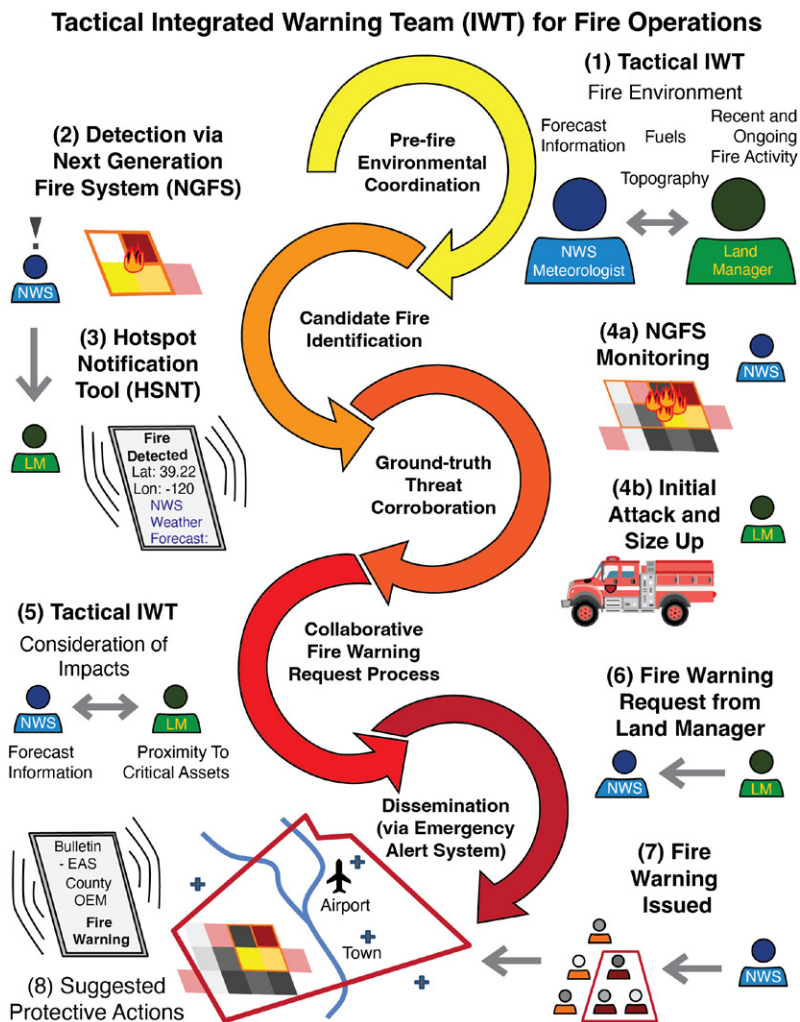 Tactical Integrated Warning Team (IWT) for Fire Operations
(1) Tactical IWT
Fire Environment
Forecast
Information
Fuels
Topography
Recent and
Ongoing
Fire Activity
NWS
Meteorologist
Land
Manager
Pre-fire
Environmental
Coordination
(2) Detection via
Next Generation
Fire System (NGFS)
NWS
Candidate Fire
Identification
(3) Hotspot
Notification
Tool (HSNT)
LM
Fire
Detected
Lat: 39.22
Lon: -120
NWS
Weather
Forecast:
(4a) NGFS
Monitoring
NWS
Ground-truth
Threat
Corroboration
(4b) Initial
Attack and
Size Up
LM
(5) Tactical IWT
Consideration of
Impacts
NWS
LM
Forecast
Information
Proximity To
Critical Assets
Collaborative
Fire Warning
Request Process
(6) Fire Warning
Request from
Land Manager
NWS
LM
Dissemination
(via Emergency
Alert System)
(7) Fire
Warning
Issued
NWS
Bulletin
- EAS
County
OEM
Fire
Warning
Airport
Town
(8) Suggested
Protective Actions